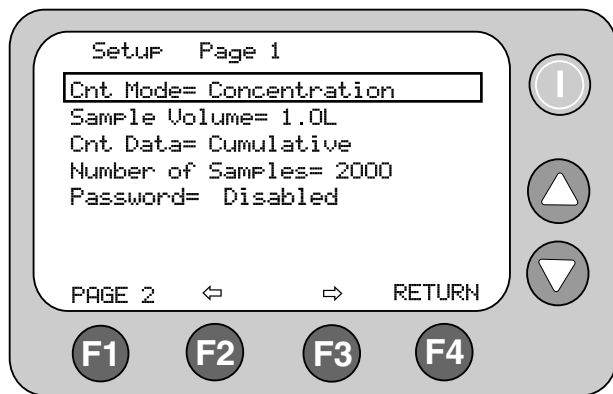 Setup Page 1
Cnt Mode= Concentration
Sample Volume= 1.0L
Cnt Data= Cumulative
Number of Samples= 2000
Password= Disabled
PAGE 2 ⇦ ⇨ RETURN
F1 F2 F3 F4